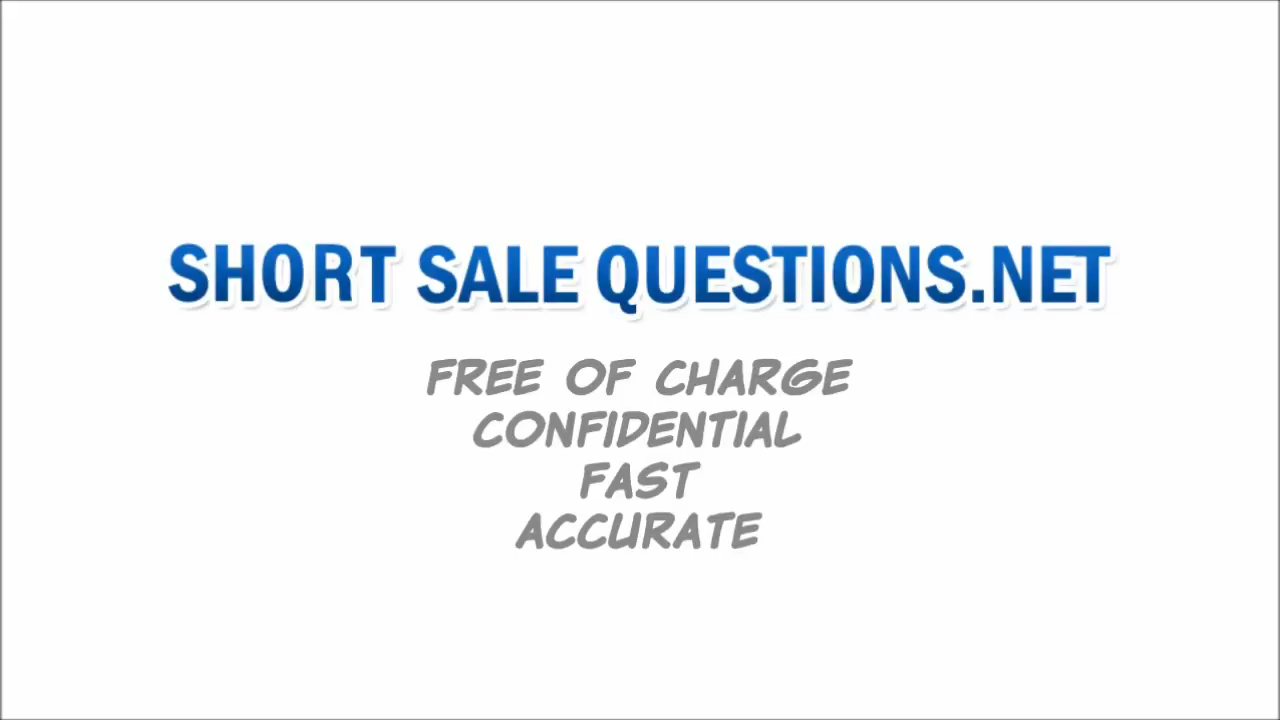 SHORT SALE QUESTIONS.NET
FREE OF CHARGE
CONFIDENTIAL
FAST
ACCURATE